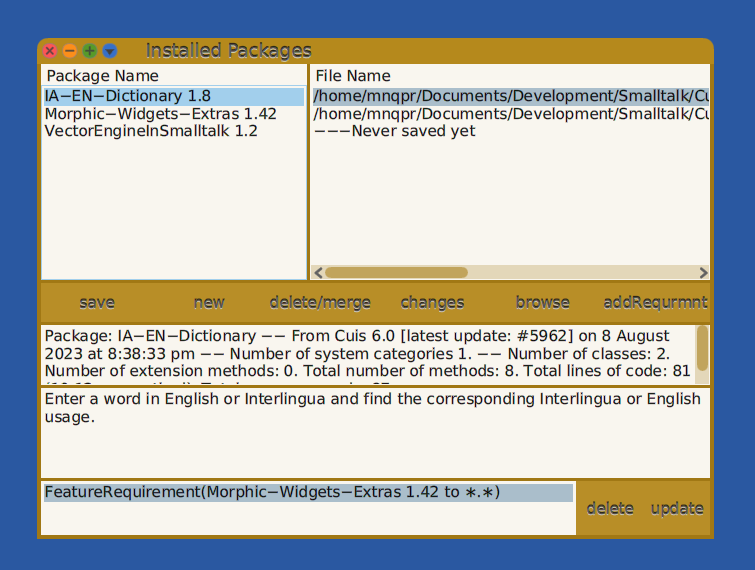 Installed Packages
Package Name
File Name
IA−EN−Dictionary 1.8
/home/mnqpr/Documents/Development/Smalltalk/Cu
Morphic−Widgets−Extras 1.42
/home/mnqpr/Documents/Development/Smalltalk/Cu
VectorEngineInSmalltalk 1.2
−−−Never saved yet
save new delete/merge changes browse addRequrmnt
Package: IA−EN−Dictionary −− From Cuis 6.0 [latest update: #5962] on 8 August
2023 at 8:38:33 pm −− Number of system categories 1. −− Number of classes: 2.
Number of extension methods: 0. Total number of methods: 8. Total lines of code: 81
Enter a word in English or Interlingua and find the corresponding Interlingua or English
usage.
FeatureRequirement(Morphic−Widgets−Extras 1.42 to ∗.∗)
delete update